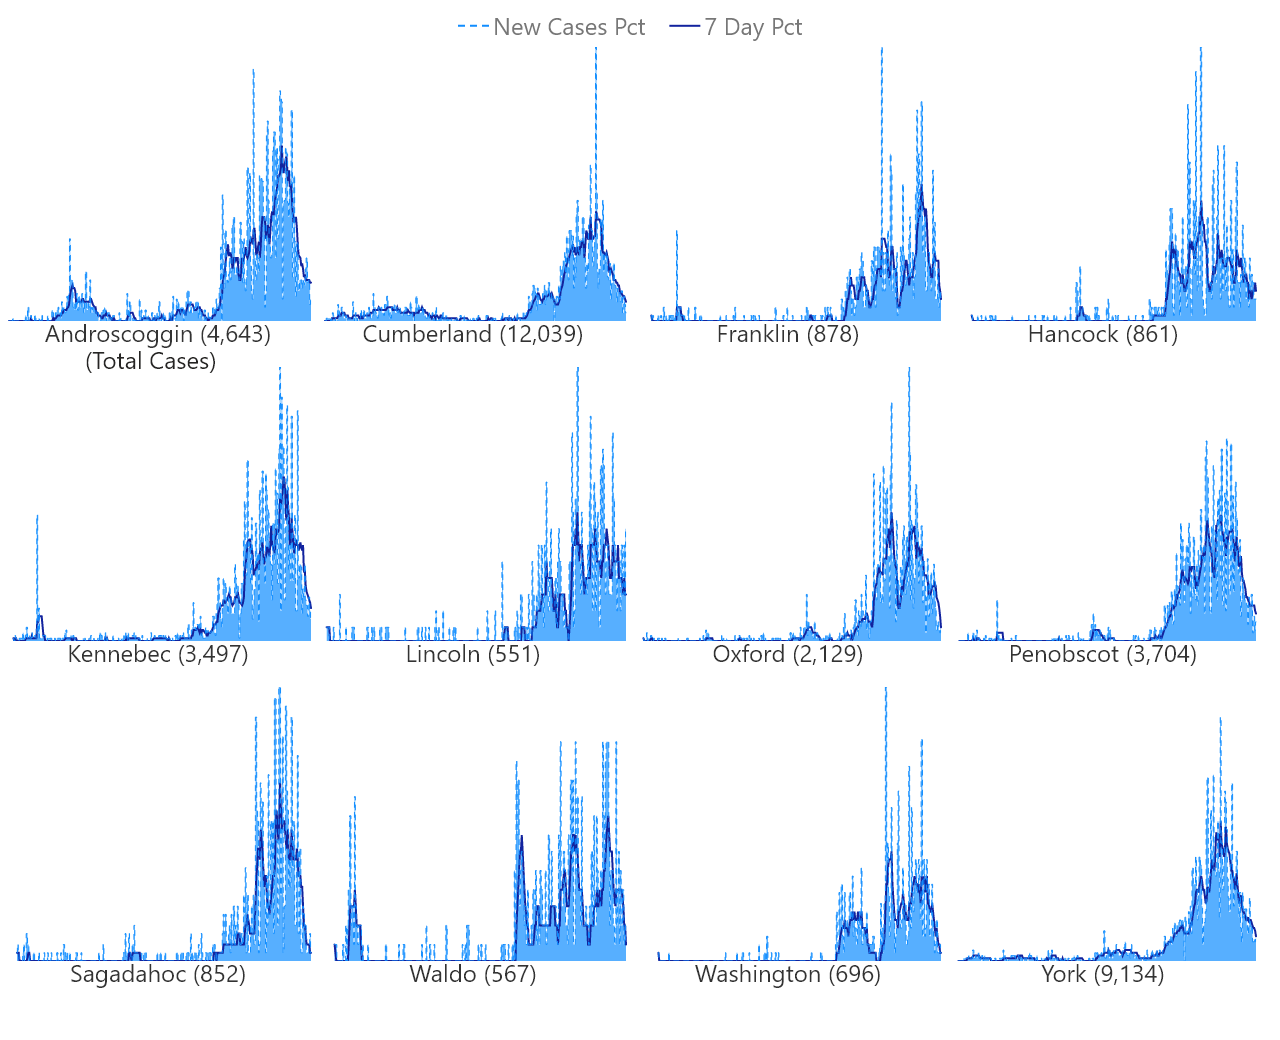 New Cases Pct 7 Day Pct
Androscoggin (4,643) Cumberland (12,039) Franklin (878) Hancock (861)
(Total Cases)
Kennebec (3,497) Lincoln (551) Oxford (2,129) Penobscot (3,704)
Sagadahoc (852) Waldo (567) Washington (696) York (9,134)